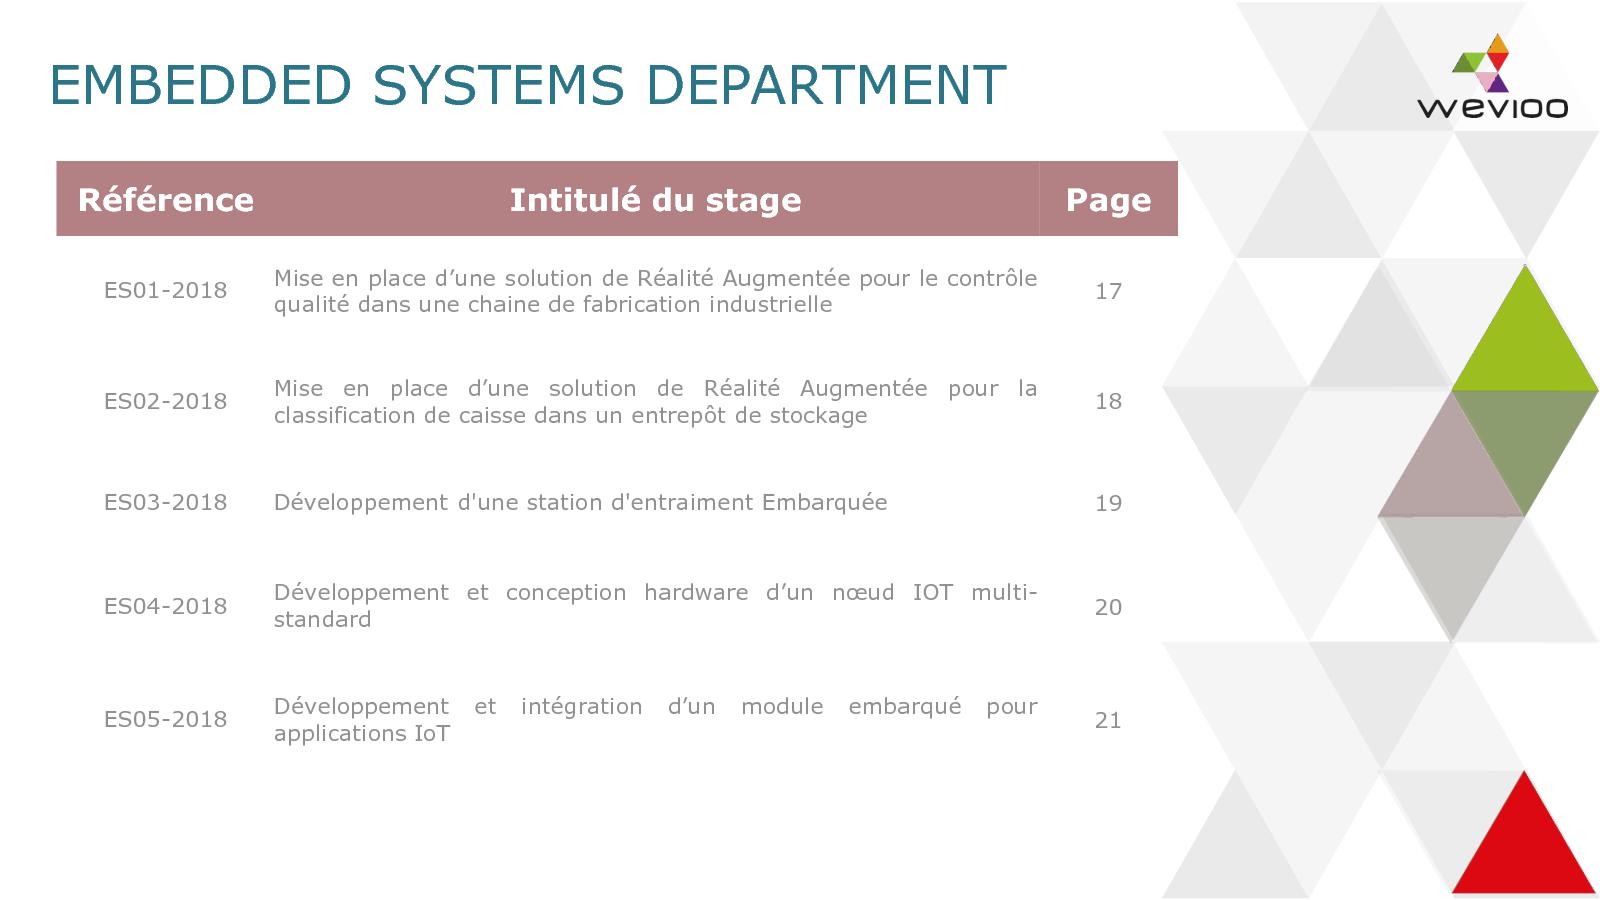 EMBEDDED SYSTEMS DEPARTMENT
wevioo
Référence Intitulé du stage Page
ES01-2018 Mise en place d’une solution de Réalité Augmentée pour le contrôle
qualité dans une chaine de fabrication industrielle 17
ES02-2018 Mise en place d’une solution de Réalité Augmentée pour la
classification de caisse dans un entrepôt de stockage 18
ES03-2018 Développement d'une station d'entraiment Embarquée 19
ES04-2018 Développement et conception hardware d’un nœud IOT multi-
standard 20
ES05-2018 Développement et intégration d’un module embarqué pour
applications IoT 21